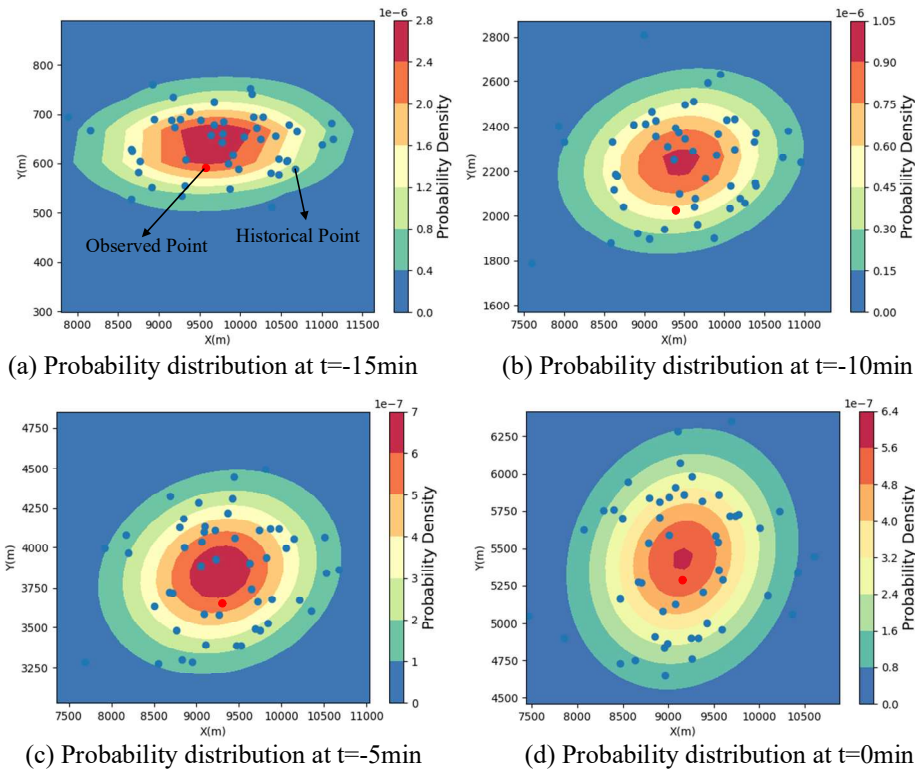 1e−6
2.8
2.4
2.0
1.6
1.2
0.8
0.4
0.0
Probability Density
800
700
600
500
400
300
Y(m)
Observed Point
Historical Point
8000 8500 9000 9500 10000 10500 11000 11500
X(m)
(a) Probability distribution at t=-15min
1e−6
1.05
0.90
0.75
0.60
0.45
0.30
0.15
0.00
Probability Density
2800
2600
2400
2200
2000
1800
1600
Y(m)
7500 8000 8500 9000 9500 10000 10500 11000
X(m)
(b) Probability distribution at t=-10min
1e−7
7
6
5
4
3
2
1
0
Probability Density
4750
4500
4250
4000
3750
3500
3250
Y(m)
7500 8000 8500 9000 9500 10000 10500 11000
X(m)
(c) Probability distribution at t=-5min
1e−7
6.4
5.6
4.8
4.0
3.2
2.4
1.6
0.8
0.0
Probability Density
6250
6000
5750
5500
5250
5000
4750
4500
Y(m)
7500 8000 8500 9000 9500 10000 10500
X(m)
(d) Probability distribution at t=0min